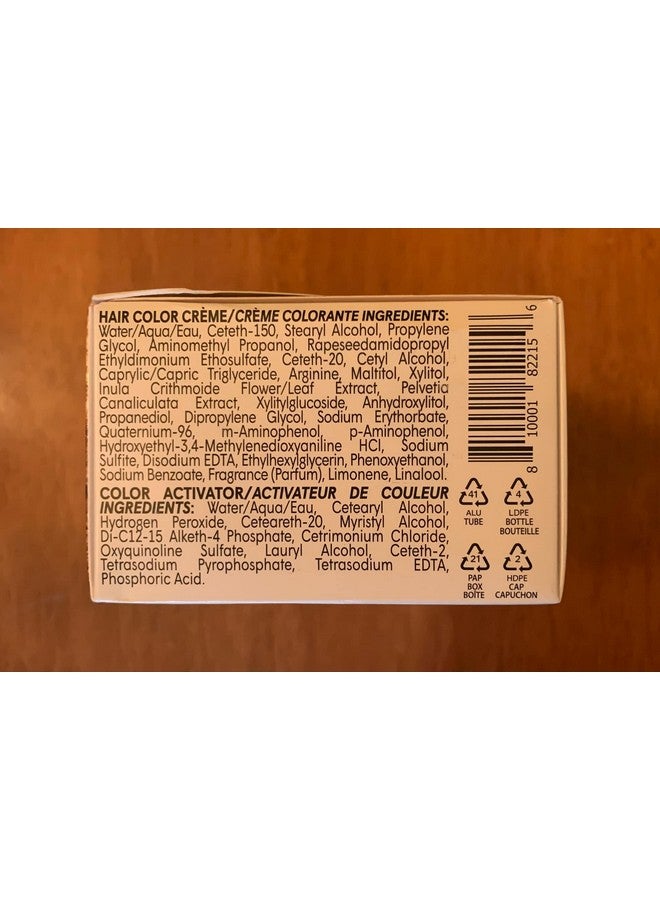 HAIR COLOR CRÈME/CRÈME COLORANTE INGREDIENTS:
Water/Aqua/Eau, Ceteth-150, Stearyl Alcohol, Propylene
Glycol, Aminomethyl Propanol, Rapeseedamidopropyl
Ethyldimonium Ethosulfate, Ceteth-20, Cetyl Alcohol,
Caprylic/Capric Triglyceride, Arginine, Maltitol, Xylitol,
Inula Crithmoide Flower/Leaf Extract, Pelvetia
Canaliculata Extract, Xylitylglucoside, Anhydroxylitol,
Propanediol, Dipropylene Glycol, Sodium Erythorbate,
Quaternium-96, m-Aminophenol, p-Aminophenol,
Hydroxyethyl-3,4-Methylenedioxyaniline HCl, Sodium
Sulfite, Disodium EDTA, Ethylhexylglycerin, Phenoxyethanol,
Sodium Benzoate, Fragrance (Parfum), Limonene, Linalool.
COLOR ACTIVATOR/ACTIVATEUR DE COULEUR
INGREDIENTS: Water/Aqua/Eau, Cetearyl Alcohol,
Hydrogen Peroxide, Ceteareth-20, Myristyl Alcohol,
Di-C12-15 Alketh-4 Phosphate, Cetrimonium Chloride,
Oxyquinoline Sulfate, Lauryl Alcohol, Ceteth-2,
Tetrasodium Pyrophosphate, Tetrasodium EDTA,
Phosphoric Acid.
8 10001 82215 6
41
ALU
TUBE
4
LDPE
BOTTLE
BOUTEILLE
21
PAP
BOX
BOÎTE
2
HDPE
CAP
CAPUCHON